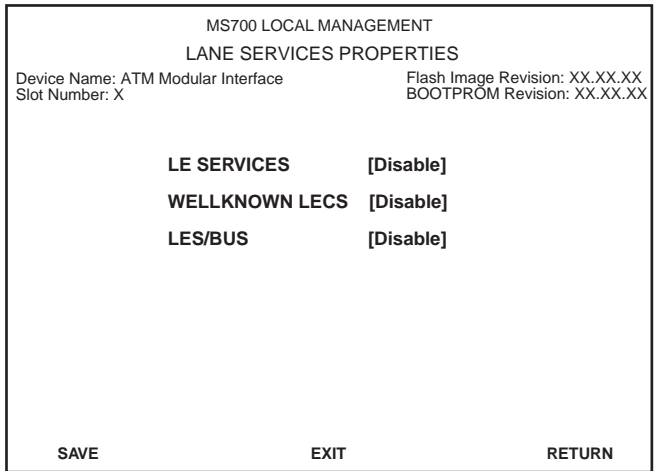 MS700 LOCAL MANAGEMENT
LANE SERVICES PROPERTIES
Device Name: ATM Modular Interface Flash Image Revision: XX.XX.XX
Slot Number: X BOOTPROM Revision: XX.XX.XX
LE SERVICES [Disable]
WELLKNOWN LECS [Disable]
LES/BUS [Disable]
SAVE EXIT RETURN